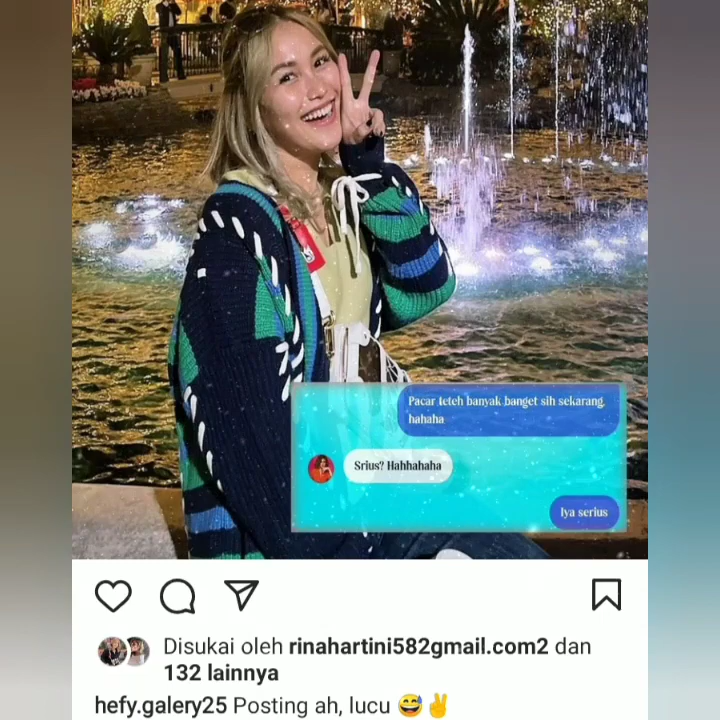 Pacar teteh banyak banget sih sekarang.
hahaha
Srius? Hahhahaha
Iya serius
Disukai oleh rinahartini582gmail.com2 dan
132 lainnya
hefy.galery25 Posting ah, lucu 😅✌️